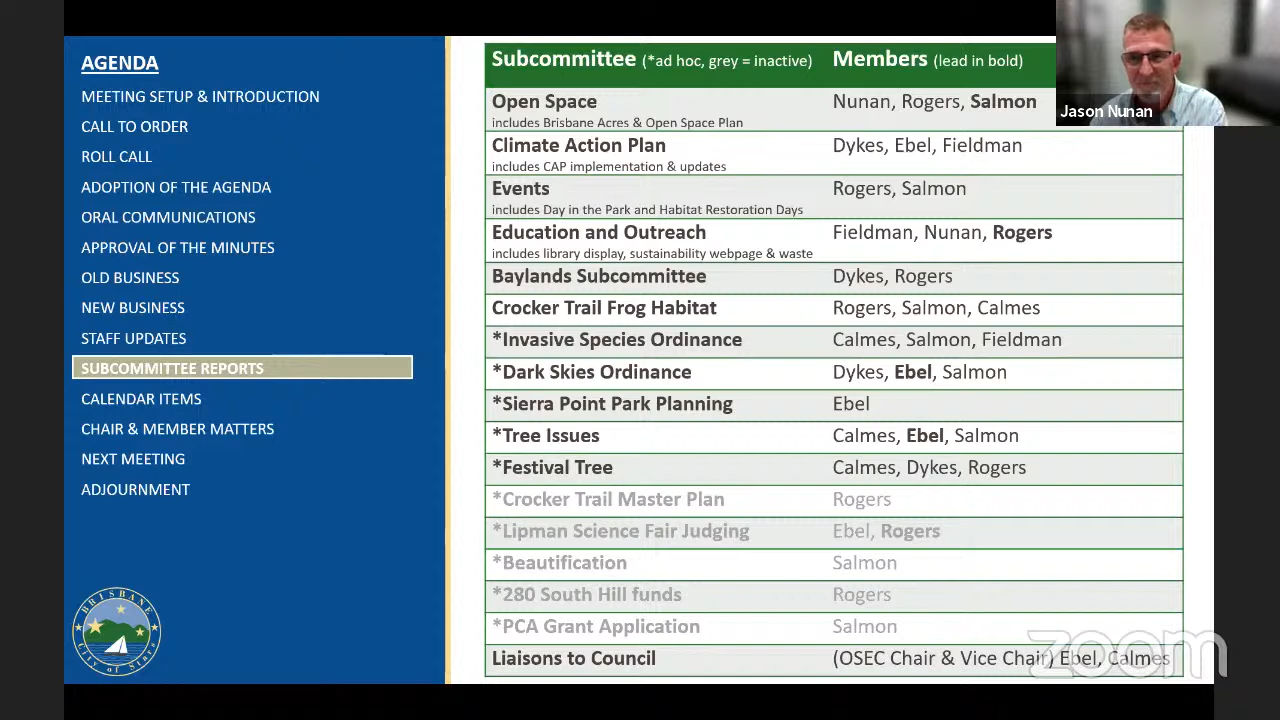 AGENDA
MEETING SETUP & INTRODUCTION
CALL TO ORDER
ROLL CALL
ADOPTION OF THE AGENDA
ORAL COMMUNICATIONS
APPROVAL OF THE MINUTES
OLD BUSINESS
NEW BUSINESS
STAFF UPDATES
SUBCOMMITTEE REPORTS
CALENDAR ITEMS
CHAIR & MEMBER MATTERS
NEXT MEETING
ADJOURNMENT
BRISBANE
City of Stars
Subcommittee (*ad hoc, grey = inactive) Members (lead in bold)
Open Space Nunan, Rogers, Salmon
includes Brisbane Acres & Open Space Plan
Climate Action Plan Dykes, Ebel, Fieldman
includes CAP implementation & updates
Events Rogers, Salmon
includes Day in the Park and Habitat Restoration Days
Education and Outreach Fieldman, Nunan, Rogers
includes library display, sustainability webpage & waste
Baylands Subcommittee Dykes, Rogers
Crocker Trail Frog Habitat Rogers, Salmon, Calmes
*Invasive Species Ordinance Calmes, Salmon, Fieldman
*Dark Skies Ordinance Dykes, Ebel, Salmon
*Sierra Point Park Planning Ebel
*Tree Issues Calmes, Ebel, Salmon
*Festival Tree Calmes, Dykes, Rogers
*Crocker Trail Master Plan Rogers
*Lipman Science Fair Judging Ebel, Rogers
*Beautification Salmon
*280 South Hill funds Rogers
*PCA Grant Application Salmon
Liaisons to Council (OSEC Chair & Vice Chair) Ebel, Calmes
Jason Nunan
zoom